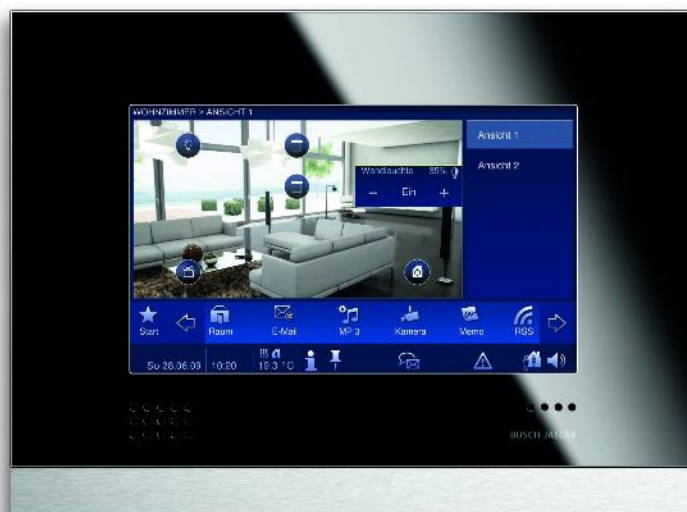 WOHNZIMMER > ANSICHT 1
Ansicht 1
Ansicht 2
Wandleuchte 35%
– Ein +
Start Raum E-Mail MP 3 Kamera Memo RSS
So 28.06.09 10:20 19.3 °C
BUSCH-JAEGER